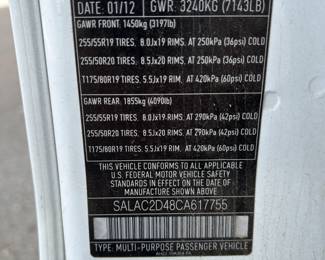 DATE: 01/12 GWR: 3240KG (7143LB)
GAWR FRONT: 1450kg (3197lb)
255/55R19 TIRES. 8.0Jx19 RIMS. AT 250kPa (36psi) COLD
255/50R20 TIRES. 8.5Jx20 RIMS. AT 250kPa (36psi) COLD
T175/80R19 TIRES. 5.5Jx19 RIM. AT 420kPa (60psi) COLD
GAWR REAR: 1855kg (4090lb)
255/55R19 TIRES. 8.0Jx19 RIMS. AT 290kPa (42psi) COLD
255/50R20 TIRES. 8.5Jx20 RIMS. AT 290kPa (42psi) COLD
T175/80R19 TIRES. 5.5Jx19 RIM. AT 420kPa (60psi) COLD
THIS VEHICLE CONFORMS TO ALL APPLICABLE
U.S. FEDERAL MOTOR VEHICLE SAFETY
STANDARDS IN EFFECT ON THE DATE OF
MANUFACTURE SHOWN ABOVE.
SALAC2D48CA617755
TYPE: MULTI-PURPOSE PASSENGER VEHICLE